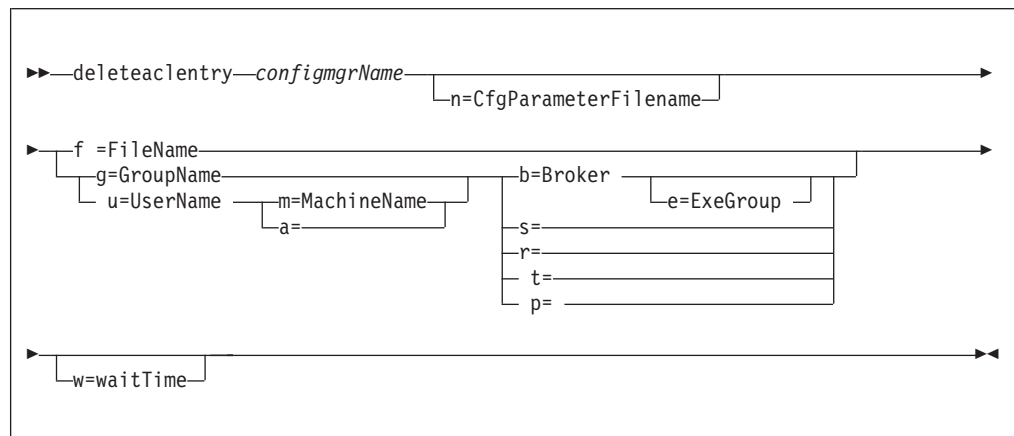 deleteaclentry configmgrName
n=CfgParameterFilename
f =FileName
g=GroupName b=Broker
u=UserName m=MachineName e=ExeGroup
a= s=
r=
t=
p=
w=waitTime